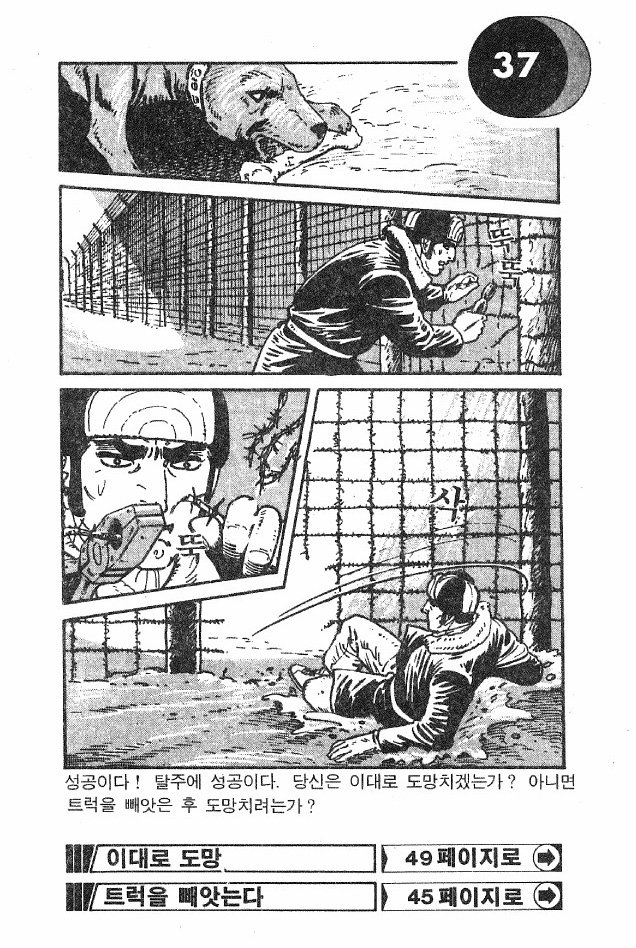 37
뚝
뚝
뚝
사
성공이다! 탈주에 성공이다. 당신은 이대로 도망치겠는가? 아니면
트럭을 빼앗은 후 도망치려는가?
이대로 도망 49페이지로
트럭을 빼앗는다 45페이지로